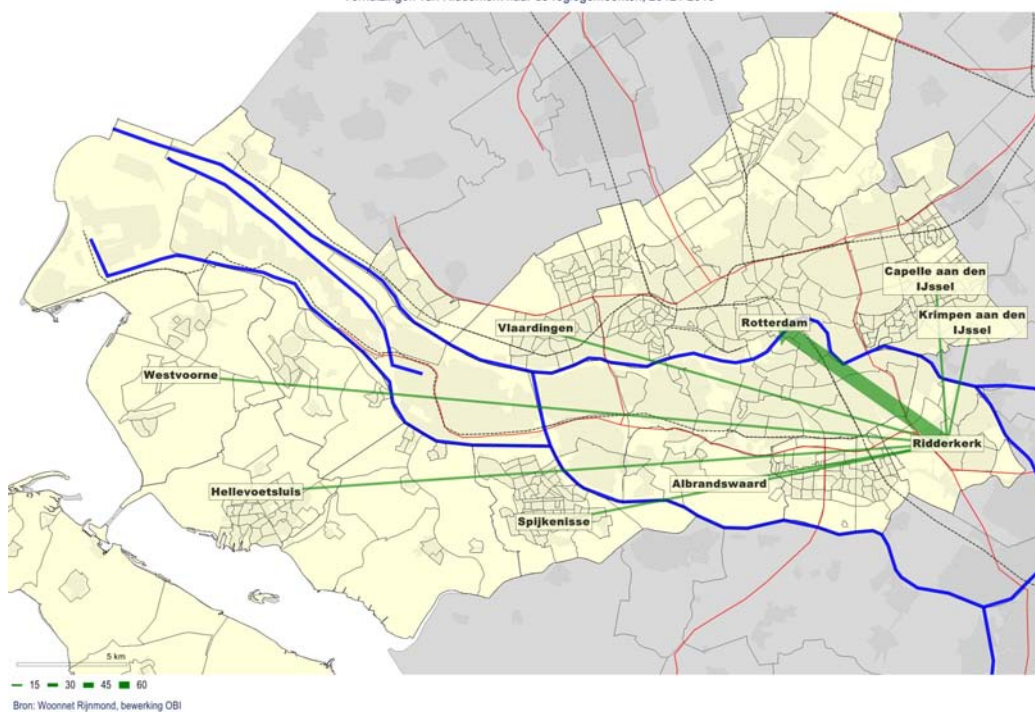 Capelle aan den
IJssel
Krimpen aan den
IJssel
Rotterdam
Vlaardingen
Westvoorne
Ridderkerk
Albrandswaard
Hellevoetsluis
Spijkenisse
5 km
15 30 45 60
Bron: Woonnet Rijnmond, bewerking OBI